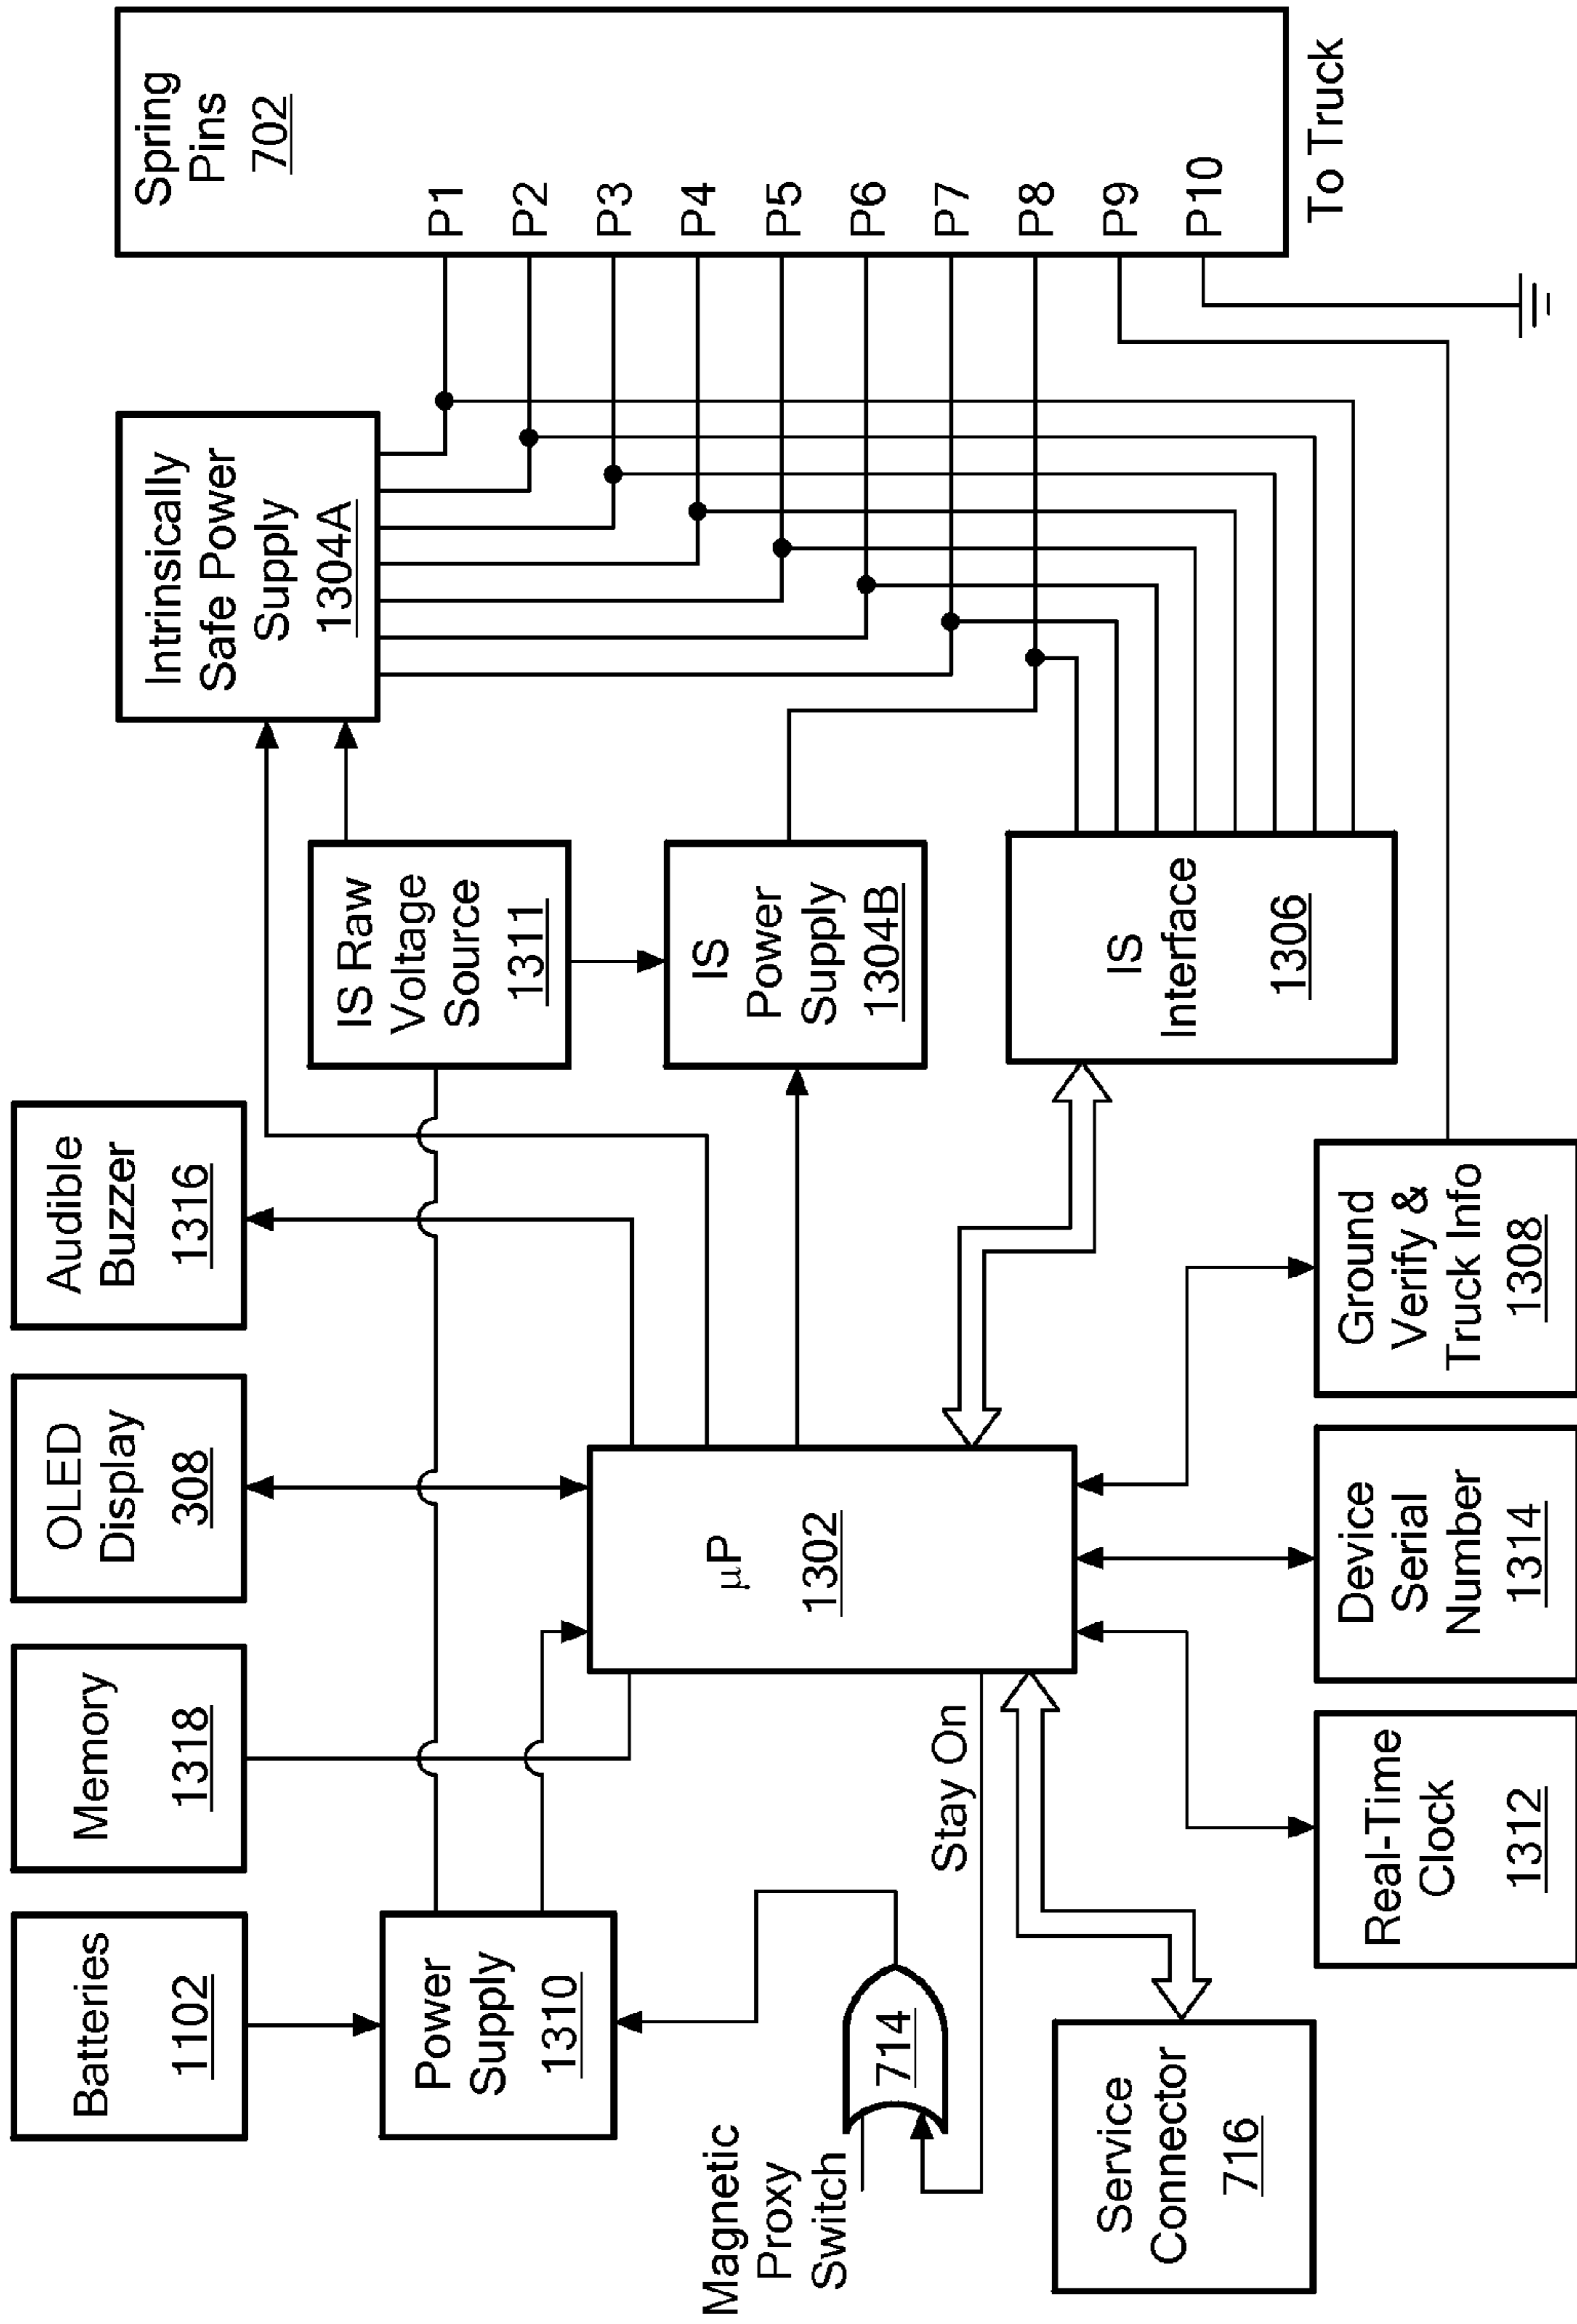 Batteries
1102
Memory
1318
OLED
Display
308
Audible
Buzzer
1316
Intrinsically
Safe Power
Supply
1304A
Spring
Pins
702
P1
P2
P3
P4
P5
P6
P7
P8
P9
P10
To Truck
Power
Supply
1310
IS Raw
Voltage
Source
1311
IS
Power
Supply
1304B
µP
1302
Magnetic
Proxy
Switch
714
Stay On
IS
Interface
1306
Service
Connector
716
Real-Time
Clock
1312
Device
Serial
Number
1314
Ground
Verify &
Truck Info
1308